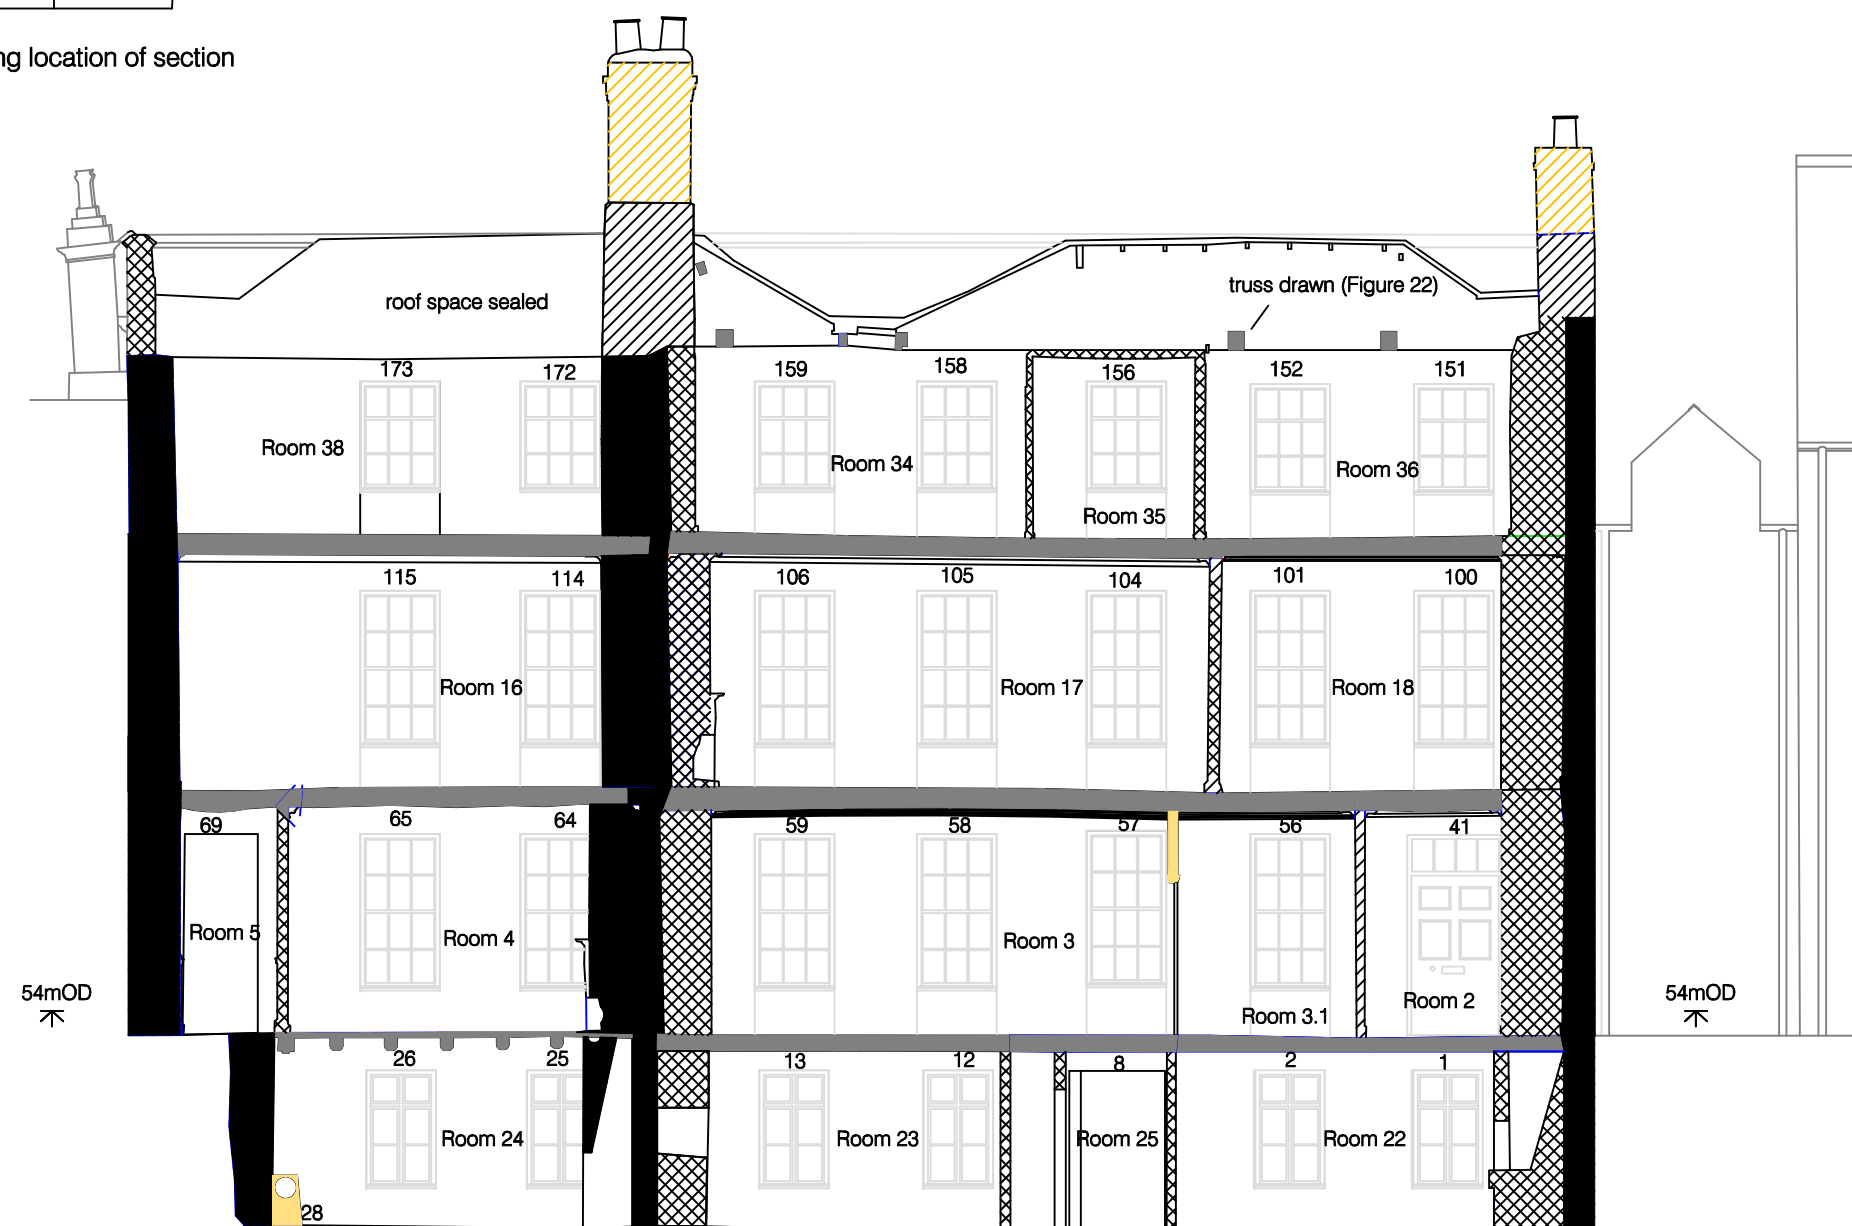 ng location of section
truss drawn (Figure 22)
roof space sealed
173
172
159
158
156
152
151
Room 38
Room 34
Room 36
Room 35
115
114
106
105
104
101
100
Room 16
Room 17
Room 18
69
65
64
59
58
57
56
41
Room 5
Room 4
Room 3
Room 2
Room 3.1
54mOD
54mOD
26
25
13
12
8
2
1
Room 24
Room 23
Room 25
Room 22
28